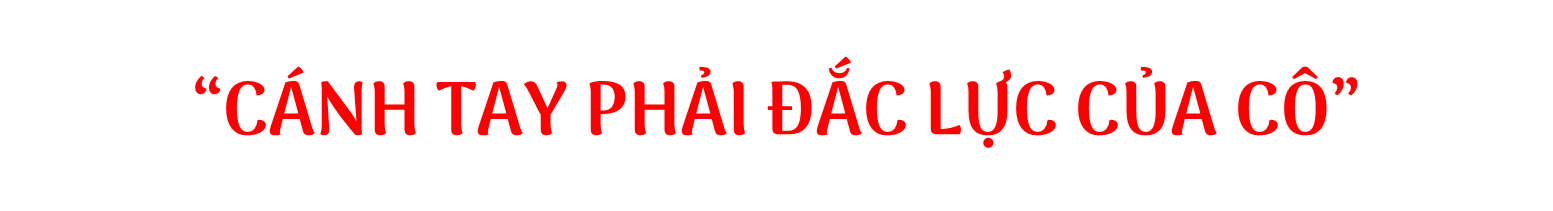 “CÁNH TAY PHẢI ĐẮC LỰC CỦA CÔ”